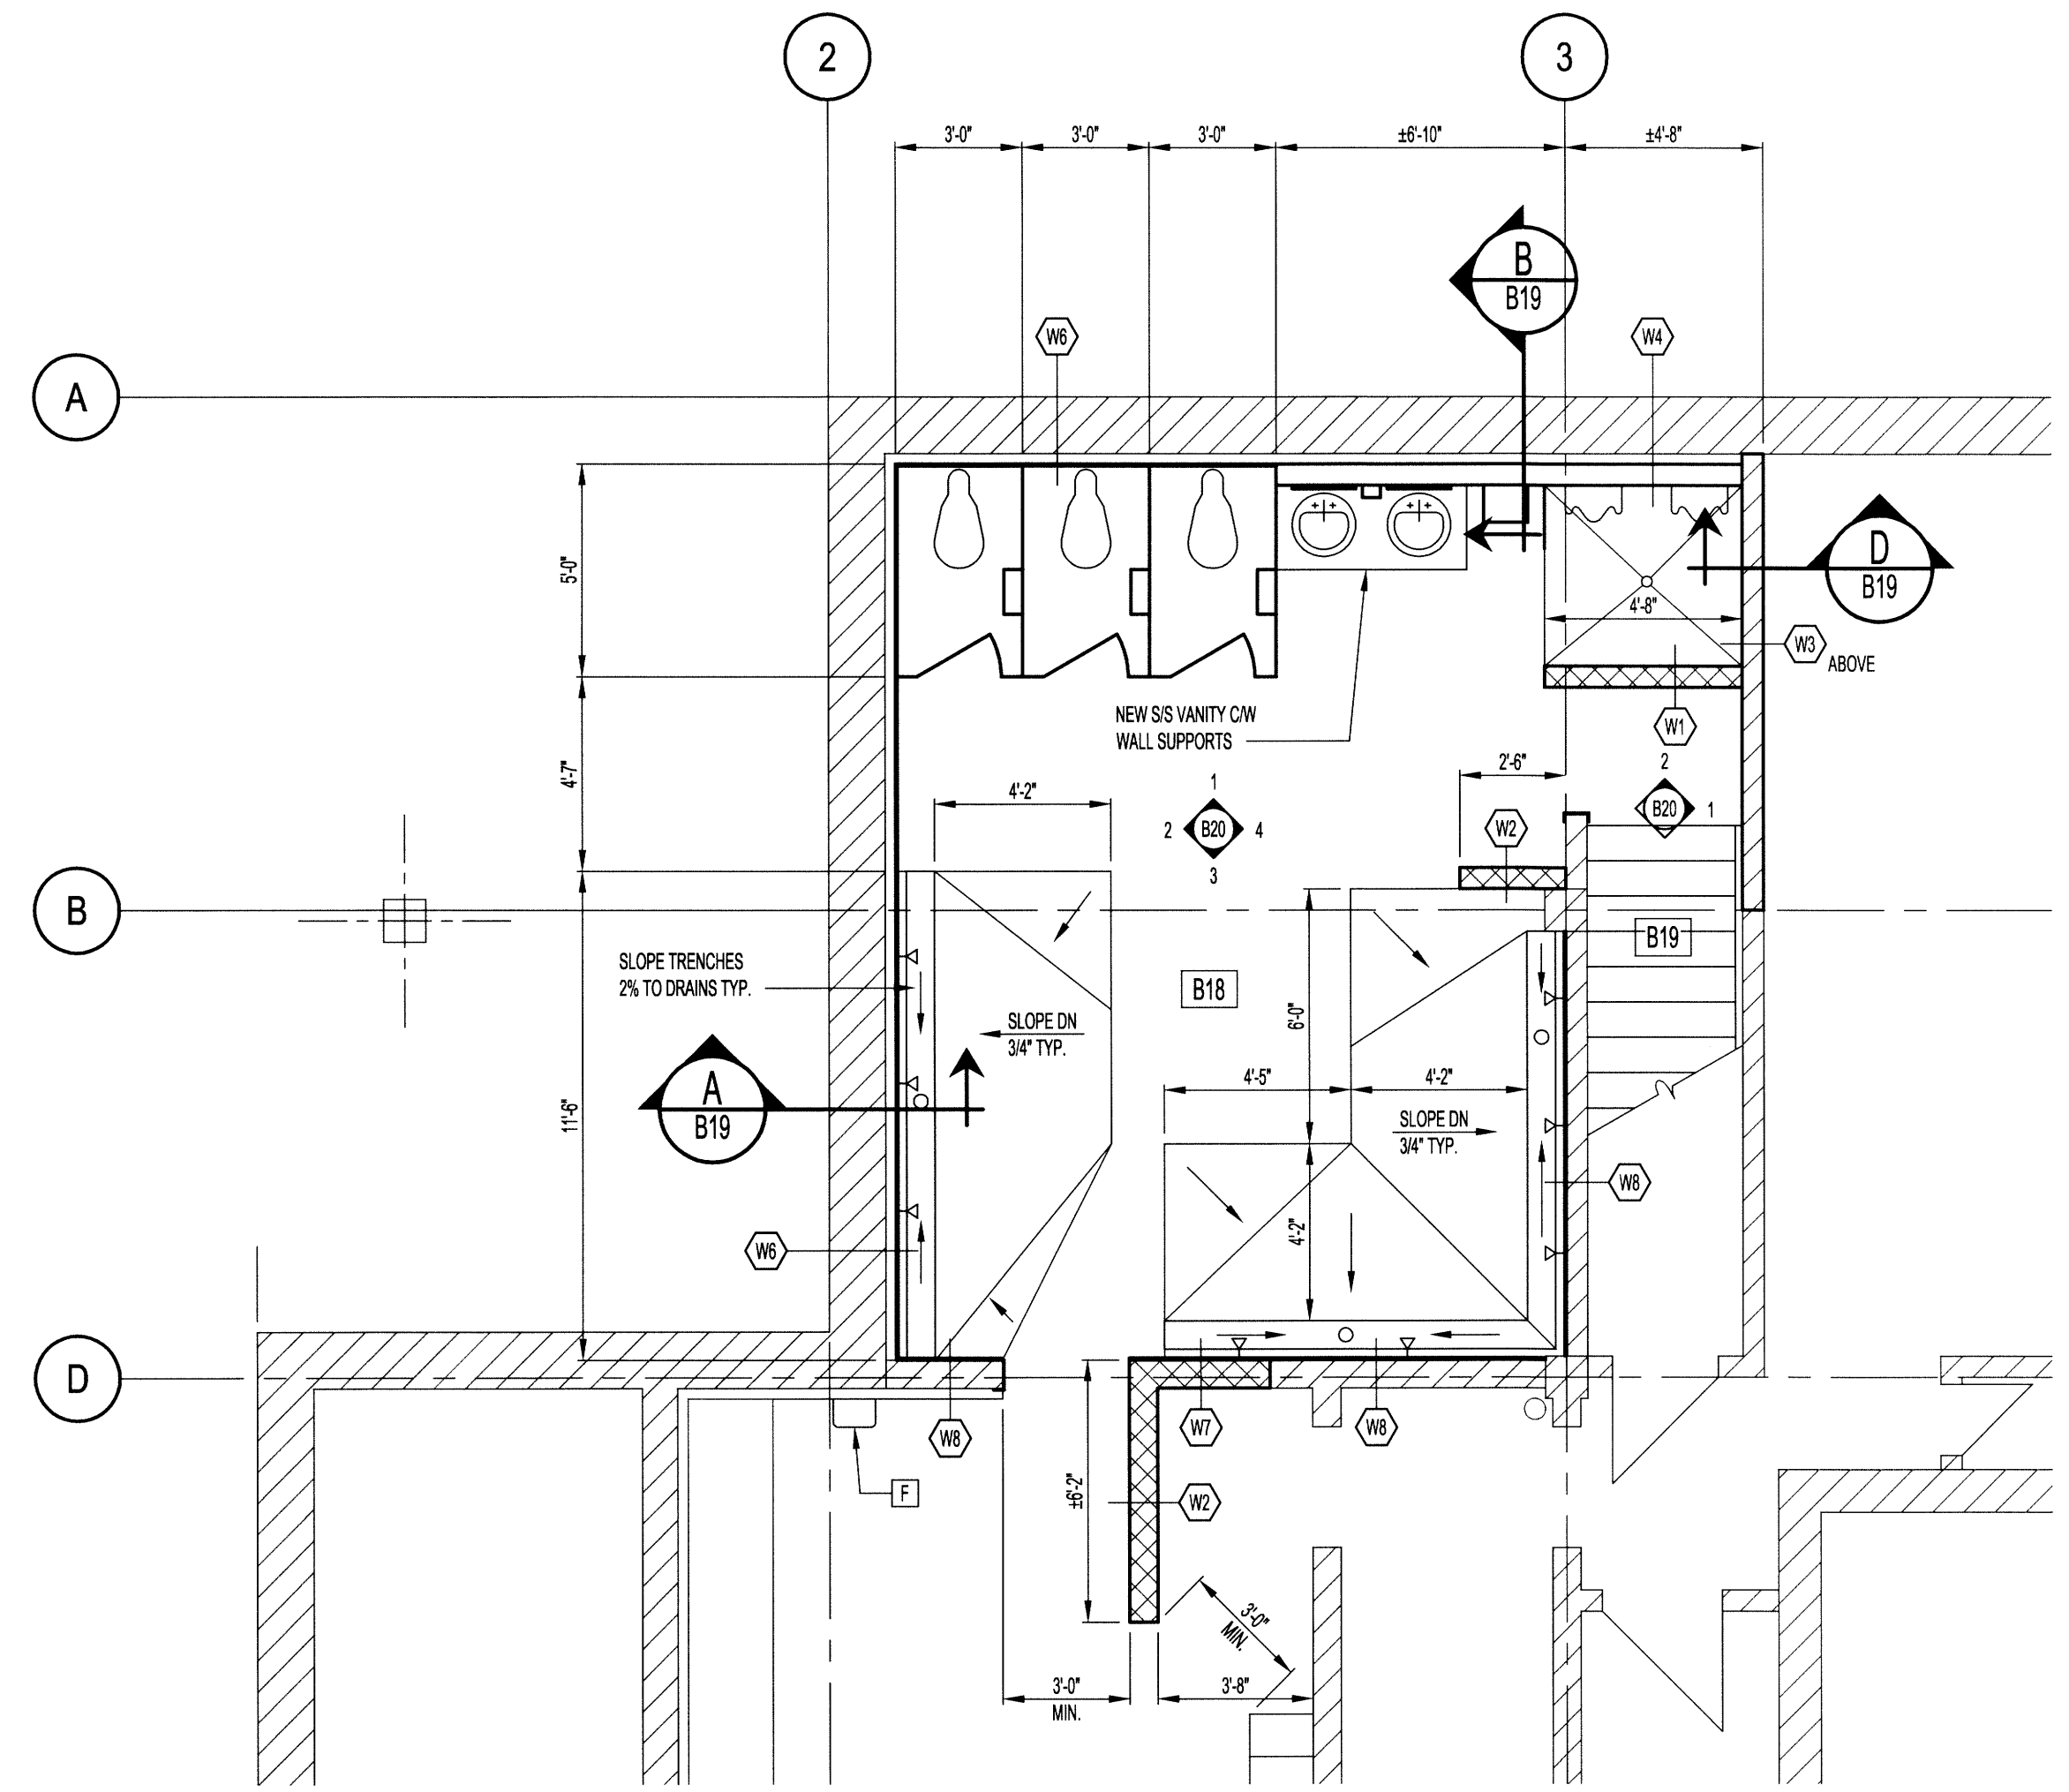 2
3
3'-0"
3'-0"
3'-0"
±6'-10"
±4'-8"
B
B19
W6
W4
A
D
B19
5'-0"
4'-8"
W3
ABOVE
NEW S/S VANITY C/W
WALL SUPPORTS
W1
2
2'-6"
4'-7"
4'-2"
1
2
B20
4
3
W2
B20
1
B
B19
SLOPE TRENCHES
2% TO DRAINS TYP.
B18
SLOPE DN
3/4" TYP.
6'-0"
A
B19
11'-6"
4'-5"
4'-2"
SLOPE DN
3/4" TYP.
W8
4'-2"
W6
D
W8
W7
W8
F
±6'-2"
W2
3'-0"
MIN.
3'-0"
MIN.
3'-8"